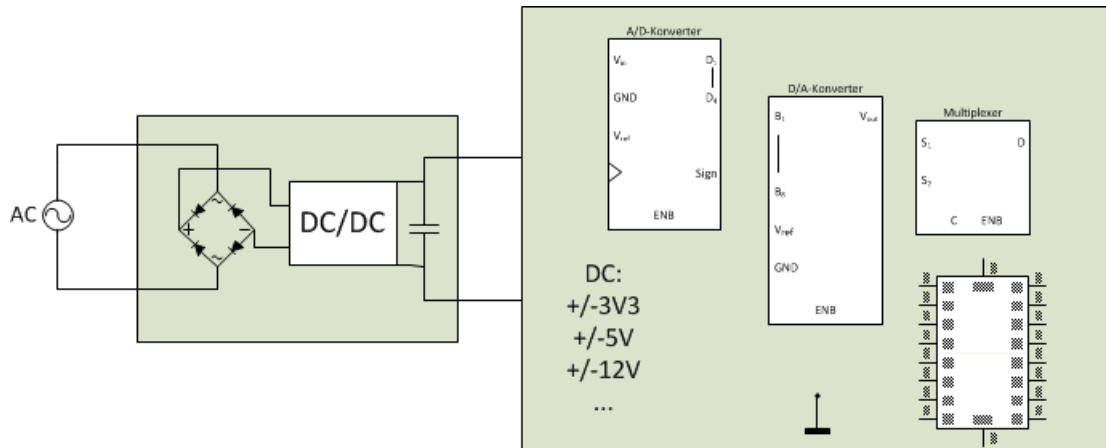 AC
+
~
~
-
DC/DC
A/D-Konverter
Vin
D1
GND
D4
Vref
Sign
ENB
D/A-Konverter
B1
Vout
B8
Vref
GND
ENB
Multiplexer
S1
D
S2
C
ENB
DC:
+/-3V3
+/-5V
+/-12V
...